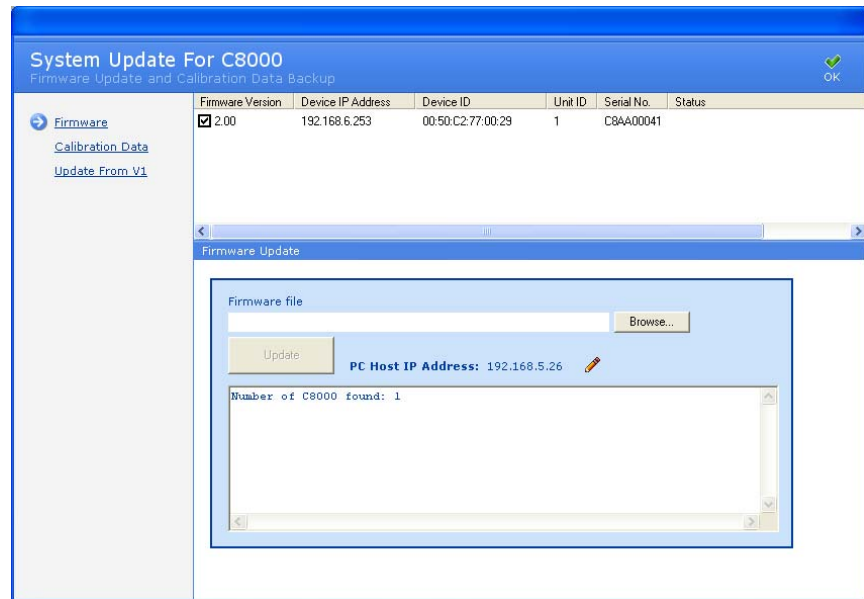 System Update For C8000
Firmware Update and Calibration Data Backup
OK
Firmware
Calibration Data
Update From V1
Firmware Version Device IP Address Device ID Unit ID Serial No. Status
2.00 192.168.6.253 00:50:C2:77:00:29 1 C8AA00041
Firmware Update
Firmware file
Browse...
Update
PC Host IP Address: 192.168.5.26
Number of C8000 found: 1